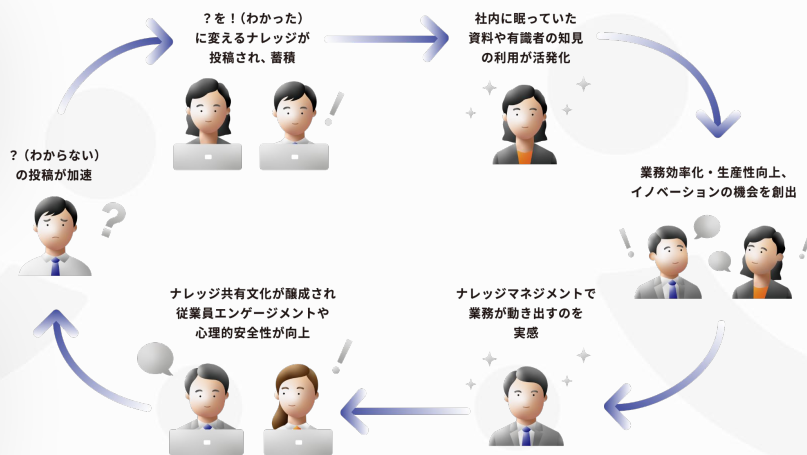 ?を!(わかった)
に変えるナレッジが
投稿され、蓄積
社内に眠っていた
資料や有識者の知見
の利用が活発化
業務効率化・生産性向上、
イノベーションの機会を創出
ナレッジマネジメントで
業務が動き出すのを
実感
ナレッジ共有文化が醸成され
従業員エンゲージメントや
心理的安全性が向上
?(わからない)
の投稿が加速